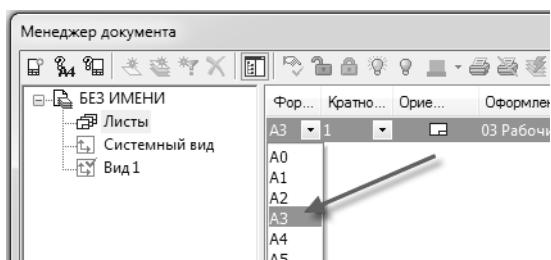 Менеджер документа
A4
БЕЗ ИМЕНИ
Листы
Системный вид
Вид 1
Фор... Кратно... Орие... Оформлен
A3 1 03 Рабочи
A0
A1
A2
A3
A4
A5